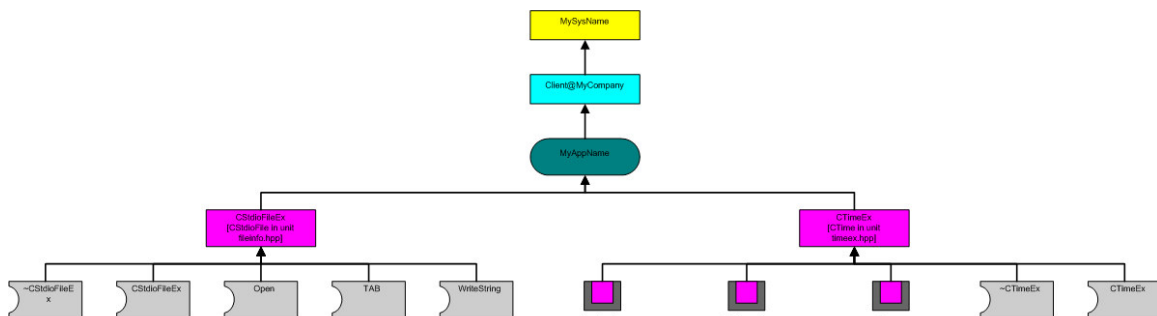 MySysName
Client@MyCompany
MyAppName
CStdioFileEx
[CStdioFile in unit
fileinfo.hpp]
CTimeEx
[CTime in unit
timeex.hpp]
~CStdioFileE
x
CStdioFileEx
Open
TAB
WriteString
~CTimeEx
CTimeEx